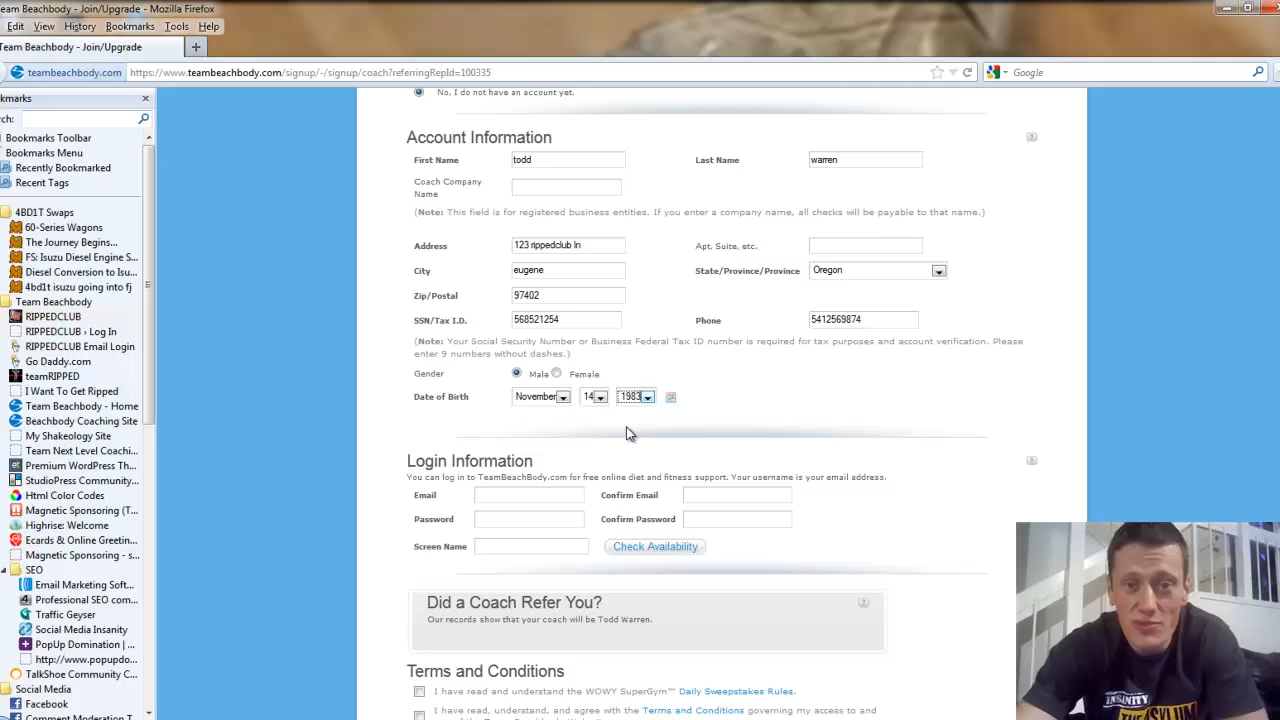 Team Beachbody - Join/Upgrade - Mozilla Firefox
Edit View History Bookmarks Tools Help
Team Beachbody - Join/Upgrade +
teambeachbody.com https://www.teambeachbody.com/signup/-/signup/coach?referringRepId=100335 Google
No, I do not have an account yet.
Account Information
First Name todd Last Name warren
Coach Company
Name
(Note: This field is for registered business entities. If you enter a company name, all checks will be payable to that name.)
Address 123 rippedclub ln Apt, Suite, etc.
City eugene State/Province/Province Oregon
Zip/Postal 97402
SSN/Tax I.D. 568521254 Phone 5412569874
(Note: Your Social Security Number or Business Federal Tax ID number is required for tax purposes and account verification. Please
enter 9 numbers without dashes.)
Gender Male Female
Date of Birth November 14 1983
Login Information
You can log in to TeamBeachBody.com for free online diet and fitness support. Your username is your email address.
Email Confirm Email
Password Confirm Password
Screen Name Check Availability
Did a Coach Refer You?
Our records show that your coach will be Todd Warren.
Terms and Conditions
I have read and understand the WOWY SuperGym™ Daily Sweepstakes Rules.
I have read, understand, and agree with the Terms and Conditions governing my access to and
kmarks
rch:
Bookmarks Toolbar
Bookmarks Menu
Recently Bookmarked
Recent Tags
4BD1T Swaps
60-Series Wagons
The Journey Begins...
FS: Isuzu Diesel Engine S...
Diesel Conversion to Isu...
4bd1t isuzu going into fj
Team Beachbody
RIPPEDCLUB
RIPPEDCLUB › Log In
RIPPEDCLUB Email Login
Go Daddy.com
teamRIPPED
I Want To Get Ripped
Team Beachbody - Home
Beachbody Coaching Site
My Shakeology Site
Team Next Level Coachi...
Premium WordPress Th...
StudioPress Community...
Html Color Codes
Magnetic Sponsoring (T...
Highrise: Welcome
Ecards & Online Greetin...
Magnetic Sponsoring - s...
SEO
Email Marketing Soft...
Professional SEO com...
Traffic Geyser
Social Media Insanity
PopUp Domination | ...
http://www.popupdo...
TalkShoe Community C...
Social Media
Facebook
Comment Moderation T...
INSANITY
THE ASYLUM